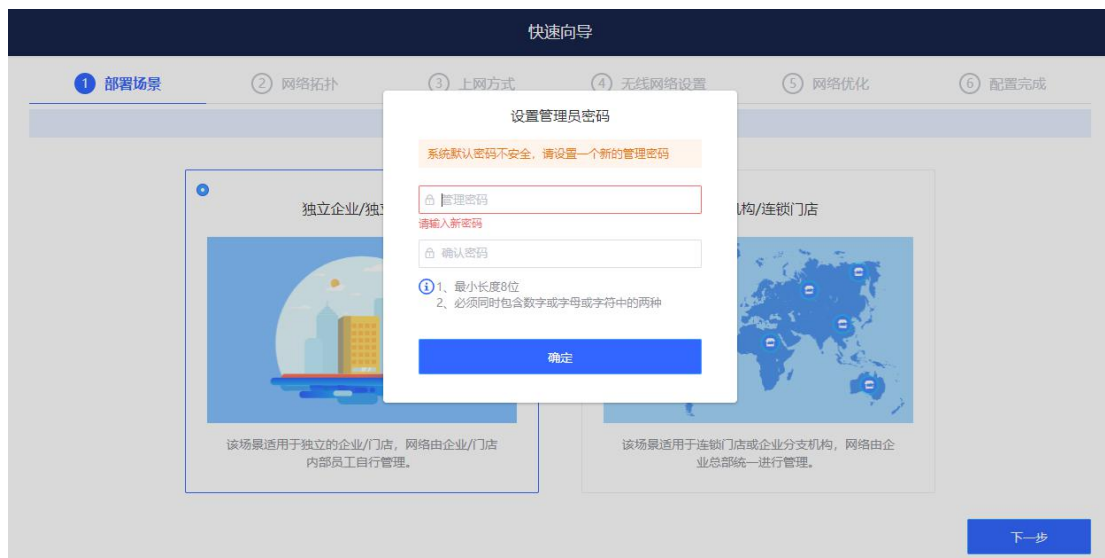 快速向导
1 部署场景
2 网络拓扑
3 上网方式
4 无线网络设置
5 网络优化
6 配置完成
设置管理员密码
系统默认密码不安全，请设置一个新的管理密码
管理密码
请输入新密码
确认密码
1、最小长度8位
2、必须同时包含数字或字母或字符中的两种
确定
独立企业/独
构/连锁门店
该场景适用于独立的企业/门店，网络由企业/门店
内部员工自行管理。
该场景适用于连锁门店或企业分支机构，网络由企
业总部统一进行管理。
下一步